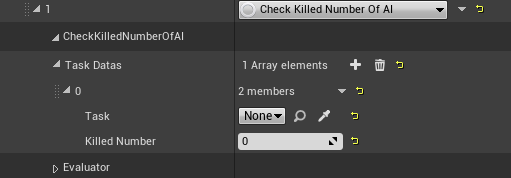 1 Check Killed Number Of AI
CheckKilledNumberOfAI
Task Datas 1 Array elements
0 2 members
Task None
Killed Number 0
Evaluator